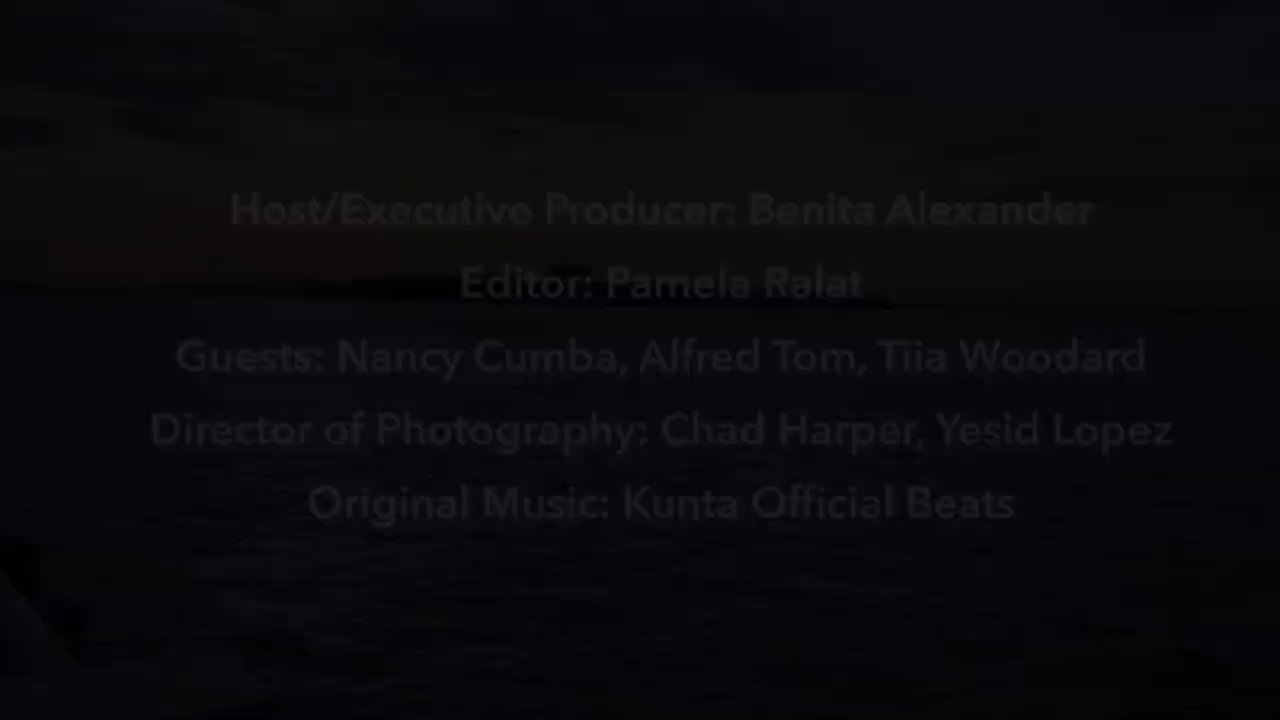 Host/Executive Producer: Benita Alexander
Editor: Pamela Ralat
Guests: Nancy Cumba, Alfred Tom, Tiia Woodard
Director of Photography: Chad Harper, Yesid Lopez
Original Music: Kunta Official Beats